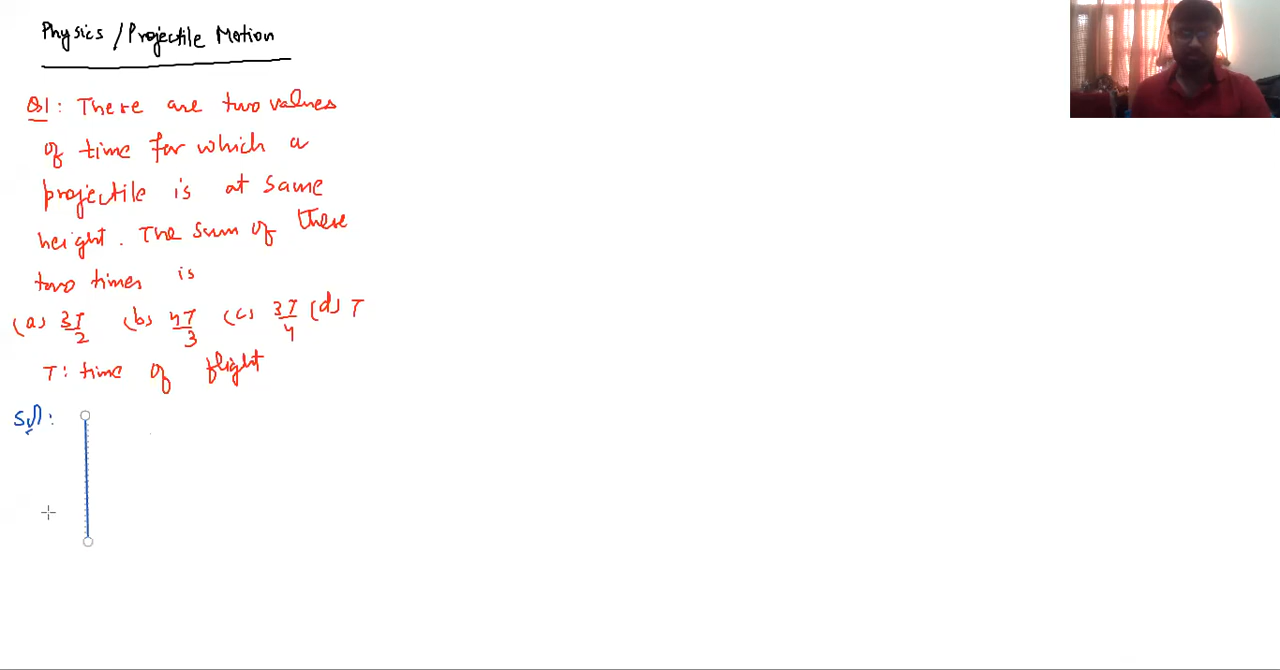 Physics / Projectile Motion
Q1: There are two values
of time for which a
projectile is at same
height. The sum of these
two times is
(a) 3T/2 (b) 4T/3 (c) 3T/4 (d) T
T: time of flight
Sol: